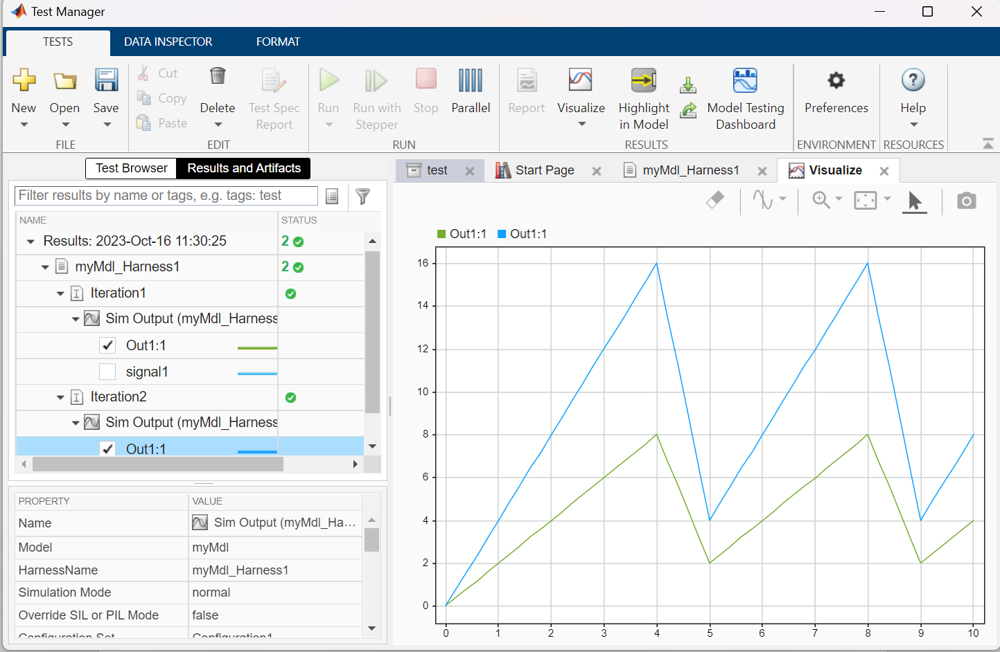 Test Manager
TESTS DATA INSPECTOR FORMAT
New Open Save Cut Copy Paste Delete Test Spec Report Run Run with Stepper Stop Parallel Report Visualize Highlight in Model Model Testing Dashboard Preferences Help
FILE EDIT RUN RESULTS ENVIRONMENT RESOURCES
Test Browser Results and Artifacts
test Start Page myMdl_Harness1 Visualize
Filter results by name or tags, e.g. tags: test
NAME STATUS
Results: 2023-Oct-16 11:30:25 2
myMdl_Harness1 2
Iteration1
Sim Output (myMdl_Harness
Out1:1
signal1
Iteration2
Sim Output (myMdl_Harness
Out1:1
PROPERTY VALUE
Name Sim Output (myMdl_Ha...
Model myMdl
HarnessName myMdl_Harness1
Simulation Mode normal
Override SIL or PIL Mode false
Configuration Set Configuration1
Out1:1 Out1:1
16
14
12
10
8
6
4
2
0
0 1 2 3 4 5 6 7 8 9 10